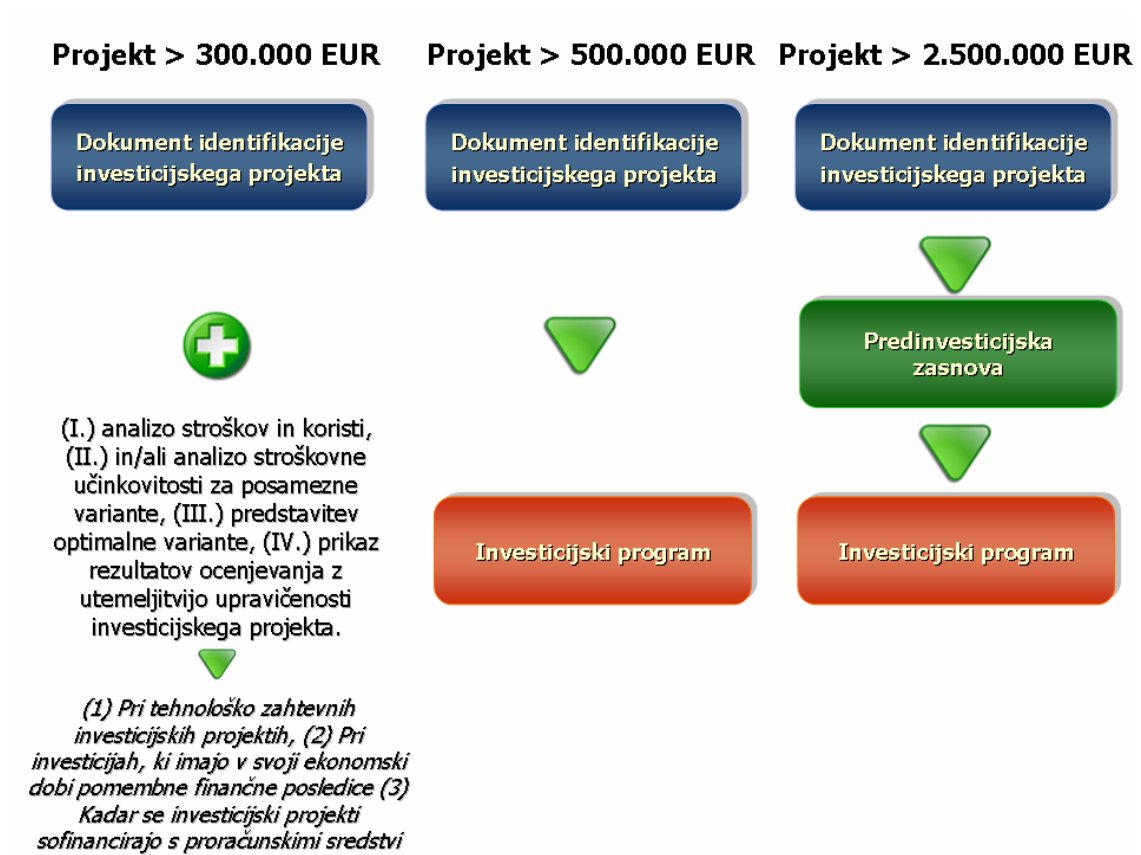 Projekt > 300.000 EUR
Dokument identifikacije
investicijskega projekta
(I.) analizo stroškov in koristi,
(II.) in/ali analizo stroškovne
učinkovitosti za posamezne
variante, (III.) predstavitev
optimalne variante, (IV.) prikaz
rezultatov ocenjevanja z
utemeljitvijo upravičenosti
investicijskega projekta.
(1) Pri tehnološko zahtevnih
investicijskih projektih, (2) Pri
investicijah, ki imajo v svoji ekonomski
dobi pomembne finančne posledice (3)
Kadar se investicijski projekti
sofinancirajo s proračunskimi sredstvi
Projekt > 500.000 EUR
Dokument identifikacije
investicijskega projekta
Investicijski program
Projekt > 2.500.000 EUR
Dokument identifikacije
investicijskega projekta
Predinvesticijska
zasnova
Investicijski program